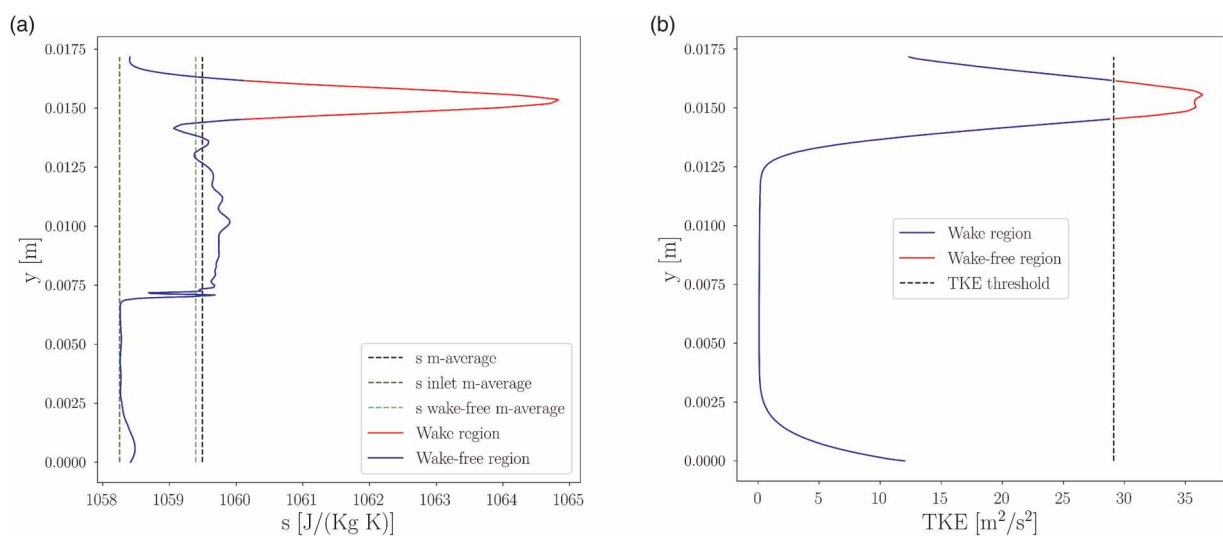 (a)
0.0175
0.0150
0.0125
0.0100
0.0075
0.0050
0.0025
0.0000
y [m]
1058 1059 1060 1061 1062 1063 1064 1065
s [J/(Kg K)]
s m-average
s inlet m-average
s wake-free m-average
Wake region
Wake-free region
(b)
0.0175
0.0150
0.0125
0.0100
0.0075
0.0050
0.0025
0.0000
y [m]
0 5 10 15 20 25 30 35
TKE [m²/s²]
Wake region
Wake-free region
TKE threshold